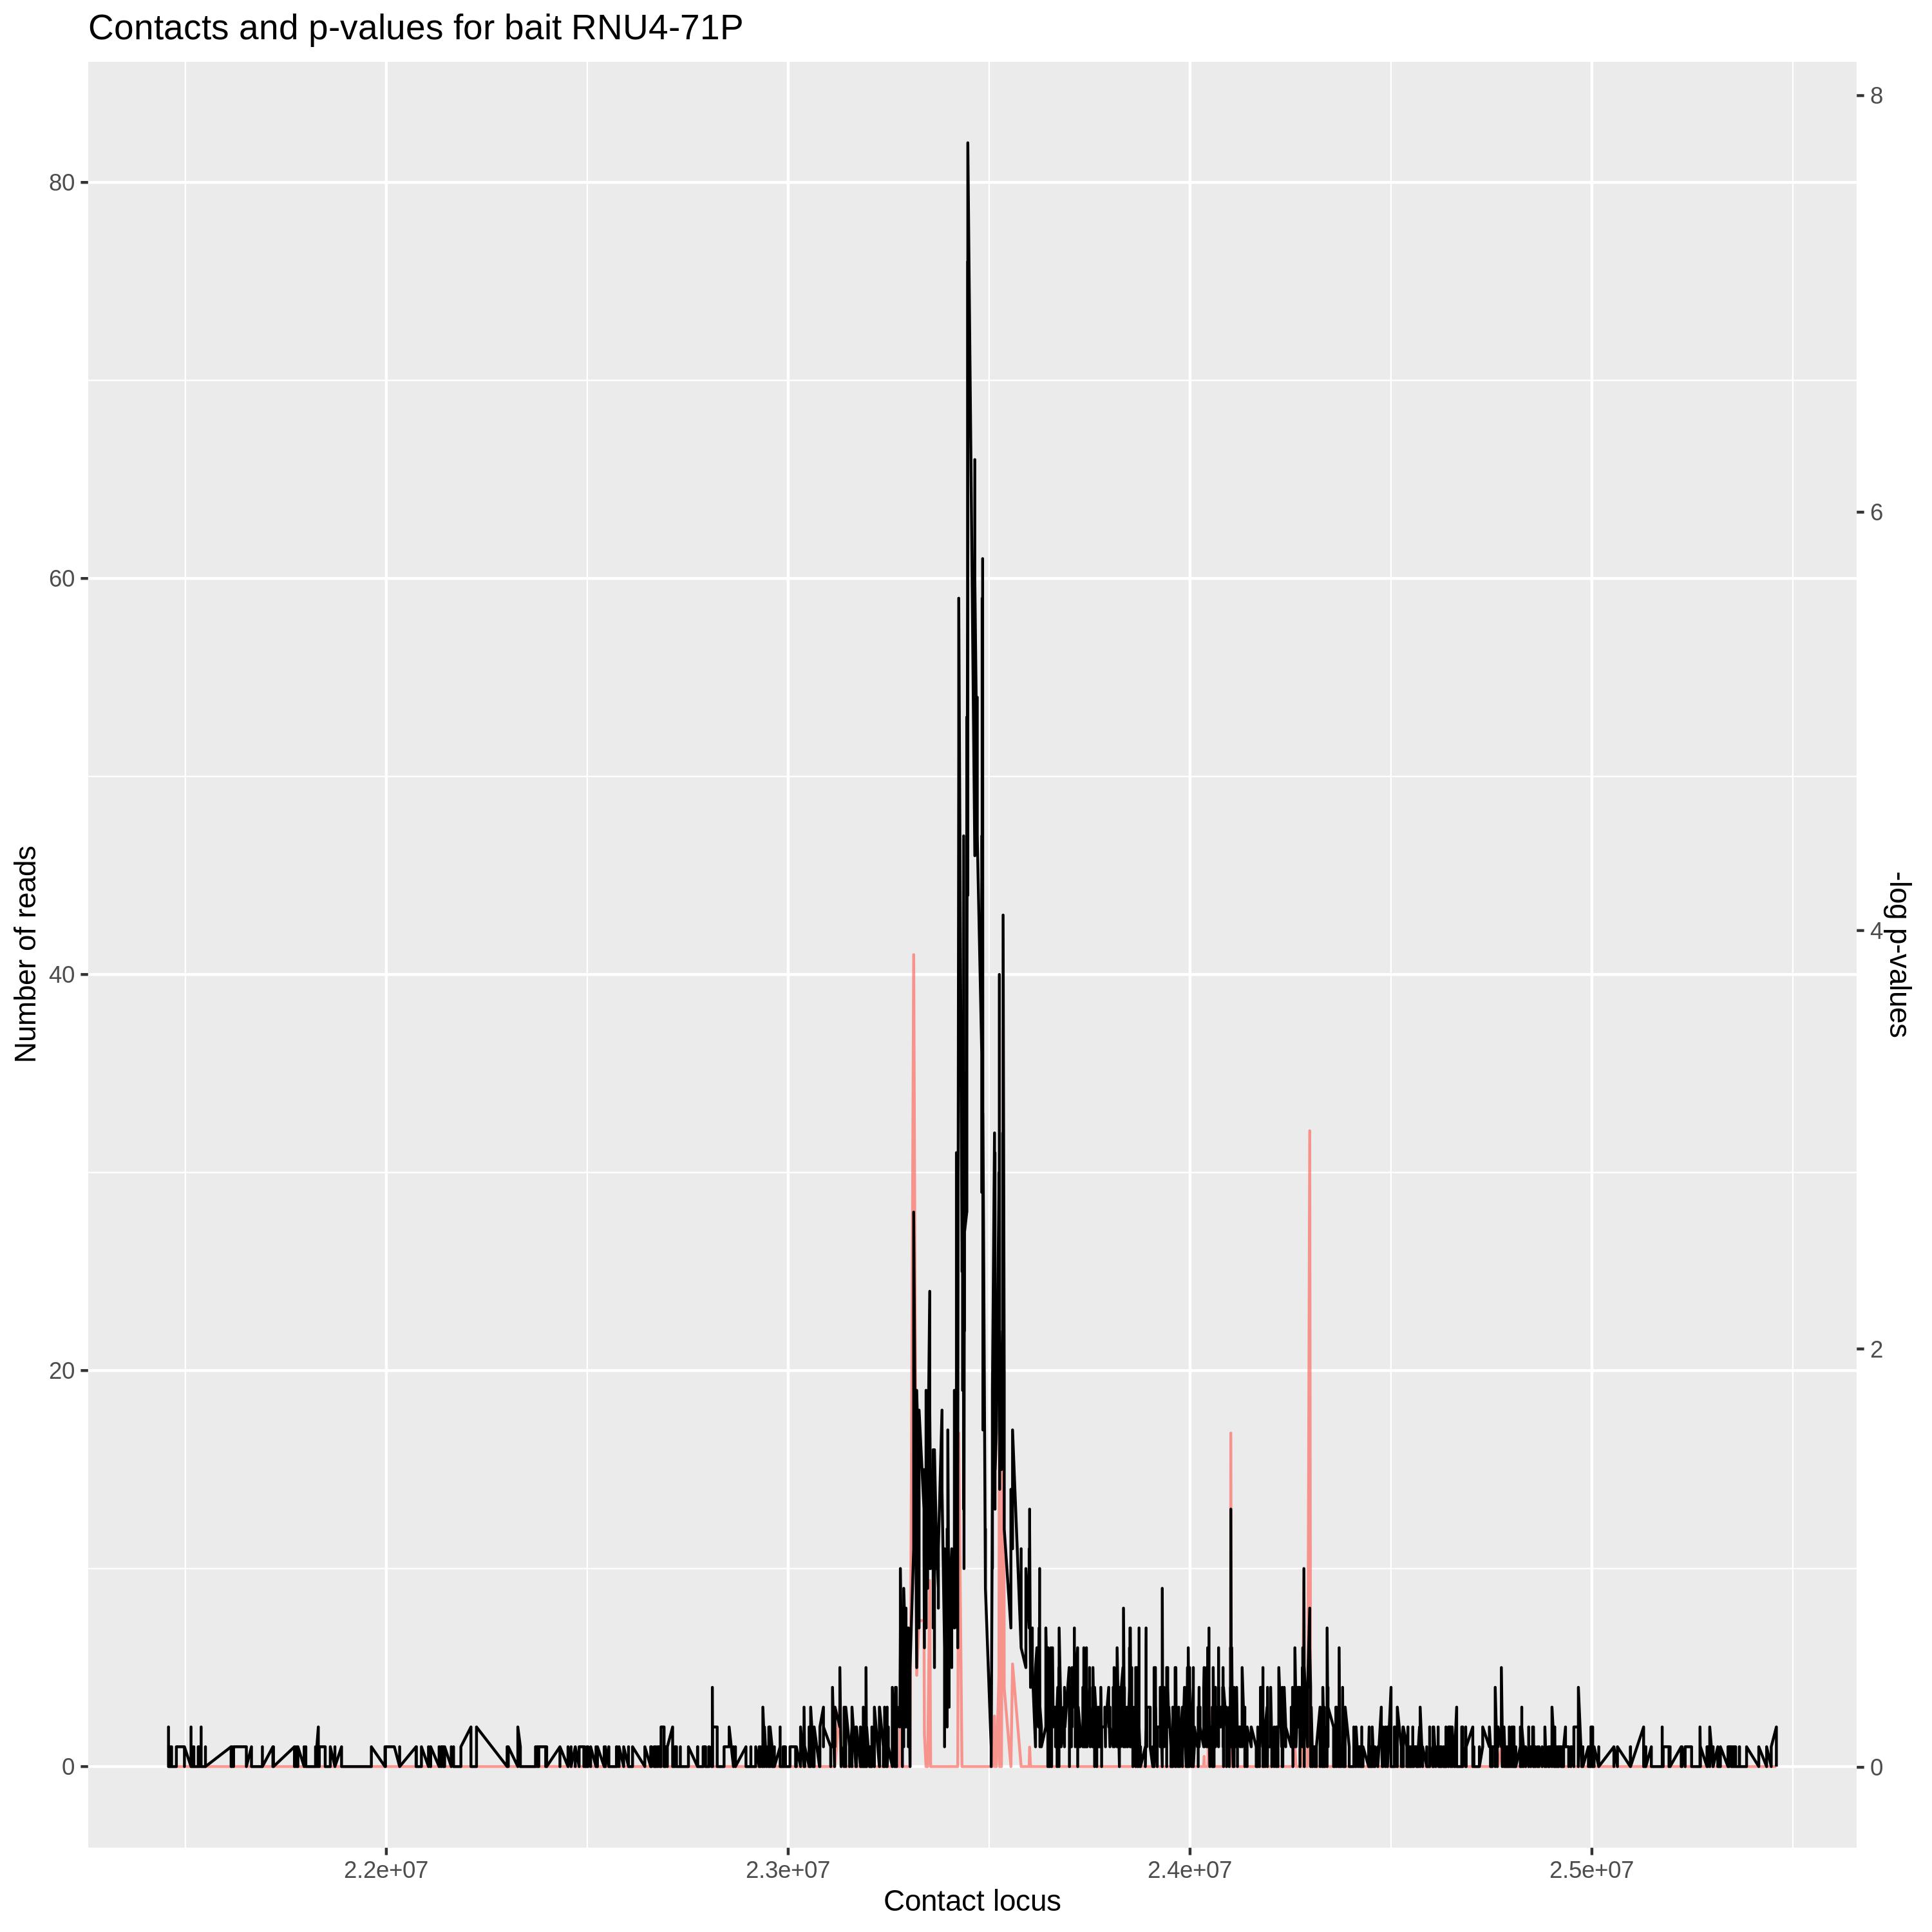 Contacts and p-values for bait RNU4-71P
80
60
40
20
0
8
6
4
2
0
Number of reads
-log p-values
2.2e+07 2.3e+07 2.4e+07 2.5e+07
Contact locus